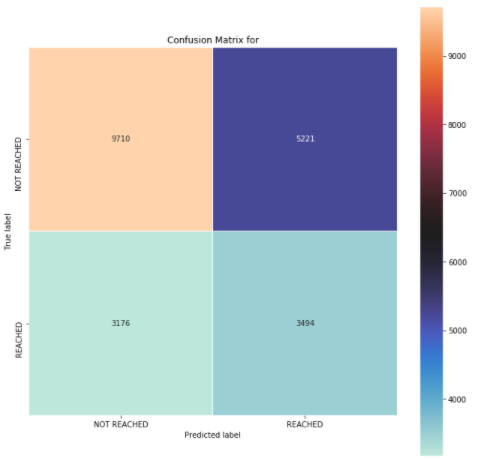 Confusion Matrix for
NOT REACHED
9710
5221
REACHED
3176
3494
True label
NOT REACHED
REACHED
Predicted label
9000
8000
7000
6000
5000
4000